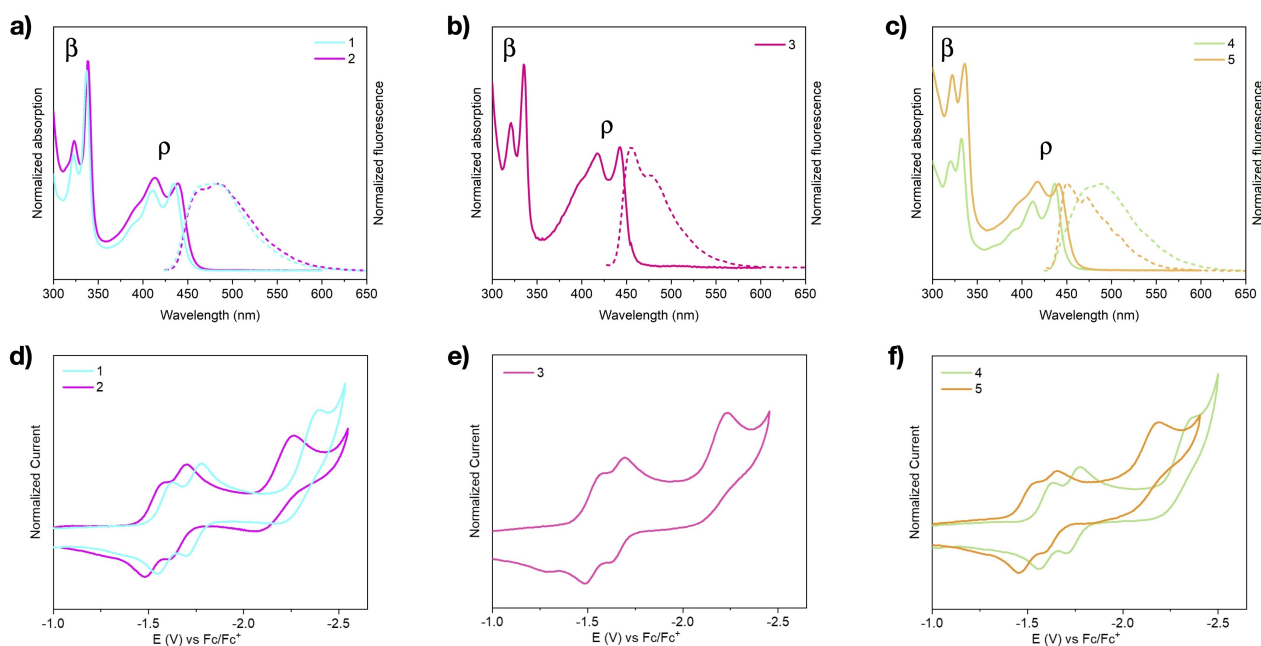 a)
β
ρ
1
2
Normalized absorption
Normalized fluorescence
300 350 400 450 500 550 600 650
Wavelength (nm)
b)
β
ρ
3
Normalized absorption
Normalized fluorescence
300 350 400 450 500 550 600 650
Wavelength (nm)
c)
β
ρ
4
5
Normalized absorption
Normalized fluorescence
300 350 400 450 500 550 600 650
Wavelength (nm)
d)
1
2
Normalized Current
-1.0 -1.5 -2.0 -2.5
E (V) vs Fc/Fc⁺
e)
3
Normalized Current
-1.0 -1.5 -2.0 -2.5
E (V) vs Fc/Fc⁺
f)
4
5
Normalized Current
-1.0 -1.5 -2.0 -2.5
E (V) vs Fc/Fc⁺